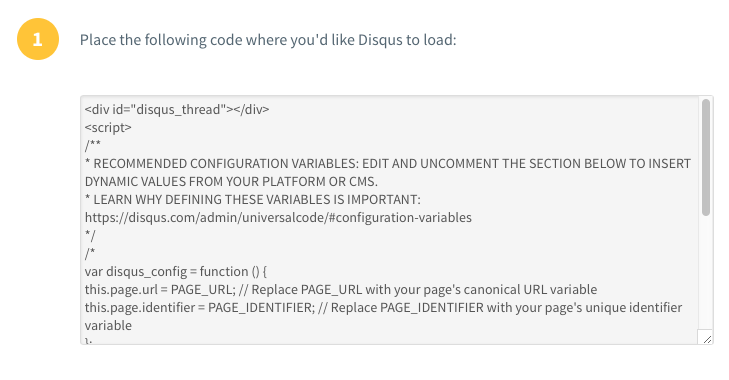 1
Place the following code where you'd like Disqus to load:
<div id="disqus_thread"></div>
<script>
/**
* RECOMMENDED CONFIGURATION VARIABLES: EDIT AND UNCOMMENT THE SECTION BELOW TO INSERT
DYNAMIC VALUES FROM YOUR PLATFORM OR CMS.
* LEARN WHY DEFINING THESE VARIABLES IS IMPORTANT:
https://disqus.com/admin/universalcode/#configuration-variables
*/
/*
var disqus_config = function () {
this.page.url = PAGE_URL; // Replace PAGE_URL with your page's canonical URL variable
this.page.identifier = PAGE_IDENTIFIER; // Replace PAGE_IDENTIFIER with your page's unique identifier
variable
};